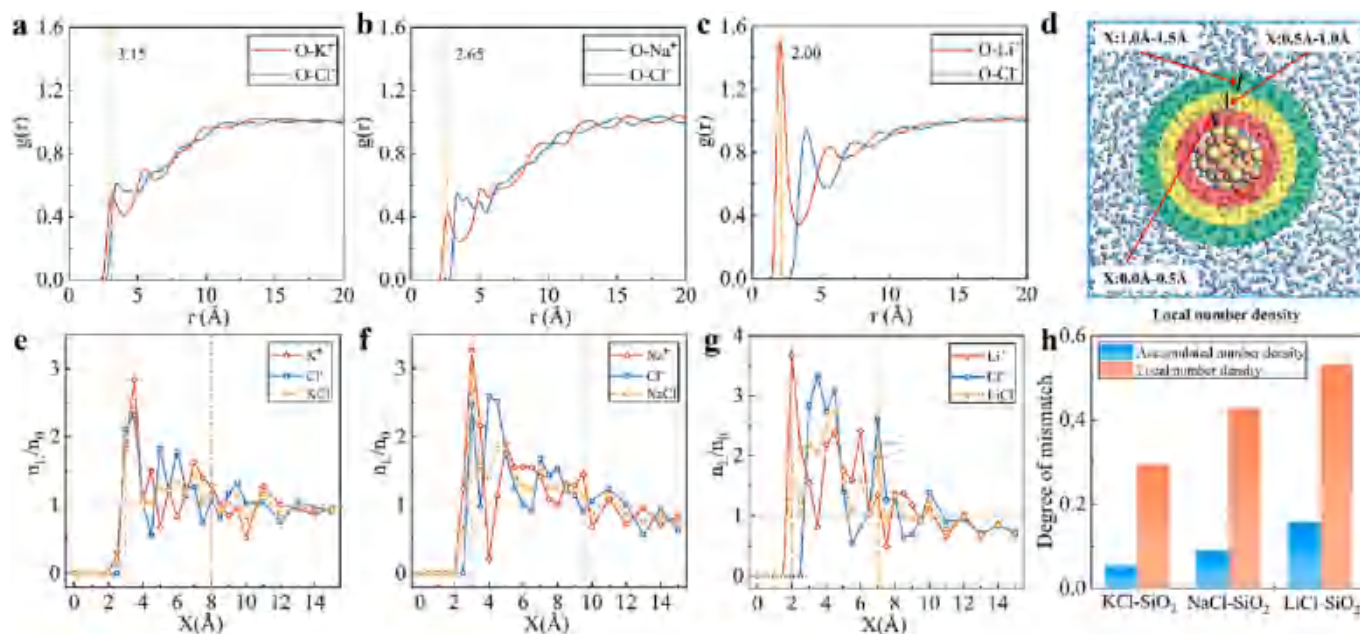 a
1.6
1.2
0.8
0.4
0.0
g(r)
3.15
O-K+
O-Cl-
0 5 10 15 20
r (Å)
b
1.6
1.2
0.8
0.4
0.0
g(r)
2.65
O-Na+
O-Cl-
0 5 10 15 20
r (Å)
c
1.6
1.2
0.8
0.4
0.0
g(r)
2.00
O-Li+
O-Cl-
0 5 10 15 20
r (Å)
d
X:1.0Å-1.5Å
X:0.5Å-1.0Å
X:0.0Å-0.5Å
Local number density
e
3
2
1
0
nL/n0
K+
Cl-
KCl
0 2 4 6 8 10 12 14
X(Å)
f
3
2
1
0
nL/n0
Na+
Cl-
NaCl
0 2 4 6 8 10 12 14
X(Å)
g
4
3
2
1
0
nL/n0
Li+
Cl-
LiCl
0 2 4 6 8 10 12 14
X(Å)
h
0.6
0.4
0.2
0.0
Degree of mismatch
Accumulated number density
Local number density
KCl-SiO2 NaCl-SiO2 LiCl-SiO2